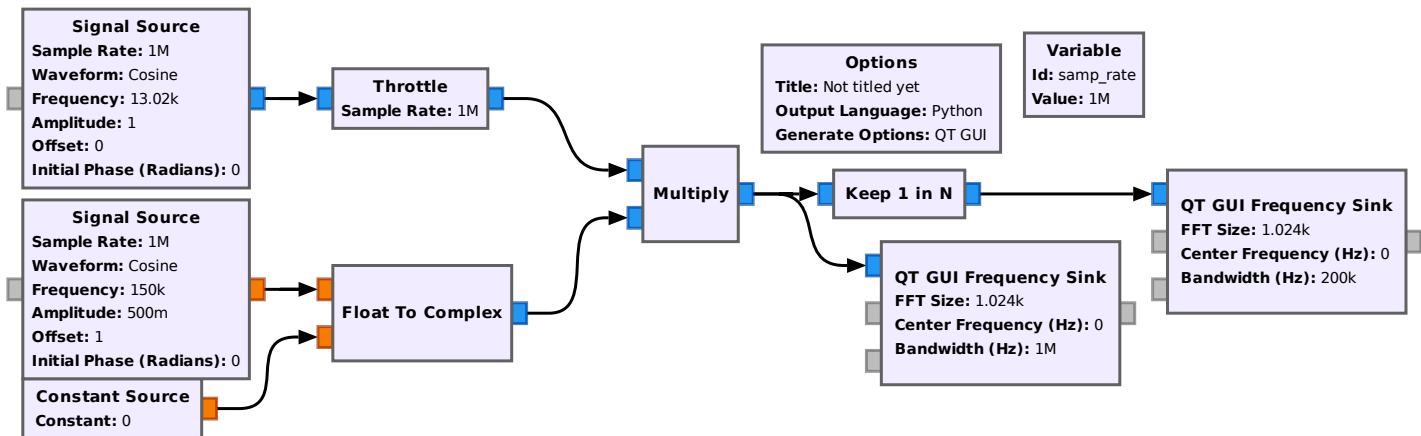 Signal Source
Sample Rate: 1M
Waveform: Cosine
Frequency: 13.02k
Amplitude: 1
Offset: 0
Initial Phase (Radians): 0
Throttle
Sample Rate: 1M
Options
Title: Not titled yet
Output Language: Python
Generate Options: QT GUI
Variable
Id: samp_rate
Value: 1M
Signal Source
Sample Rate: 1M
Waveform: Cosine
Frequency: 150k
Amplitude: 500m
Offset: 1
Initial Phase (Radians): 0
Constant Source
Constant: 0
Float To Complex
Multiply
Keep 1 in N
QT GUI Frequency Sink
FFT Size: 1.024k
Center Frequency (Hz): 0
Bandwidth (Hz): 1M
QT GUI Frequency Sink
FFT Size: 1.024k
Center Frequency (Hz): 0
Bandwidth (Hz): 200k